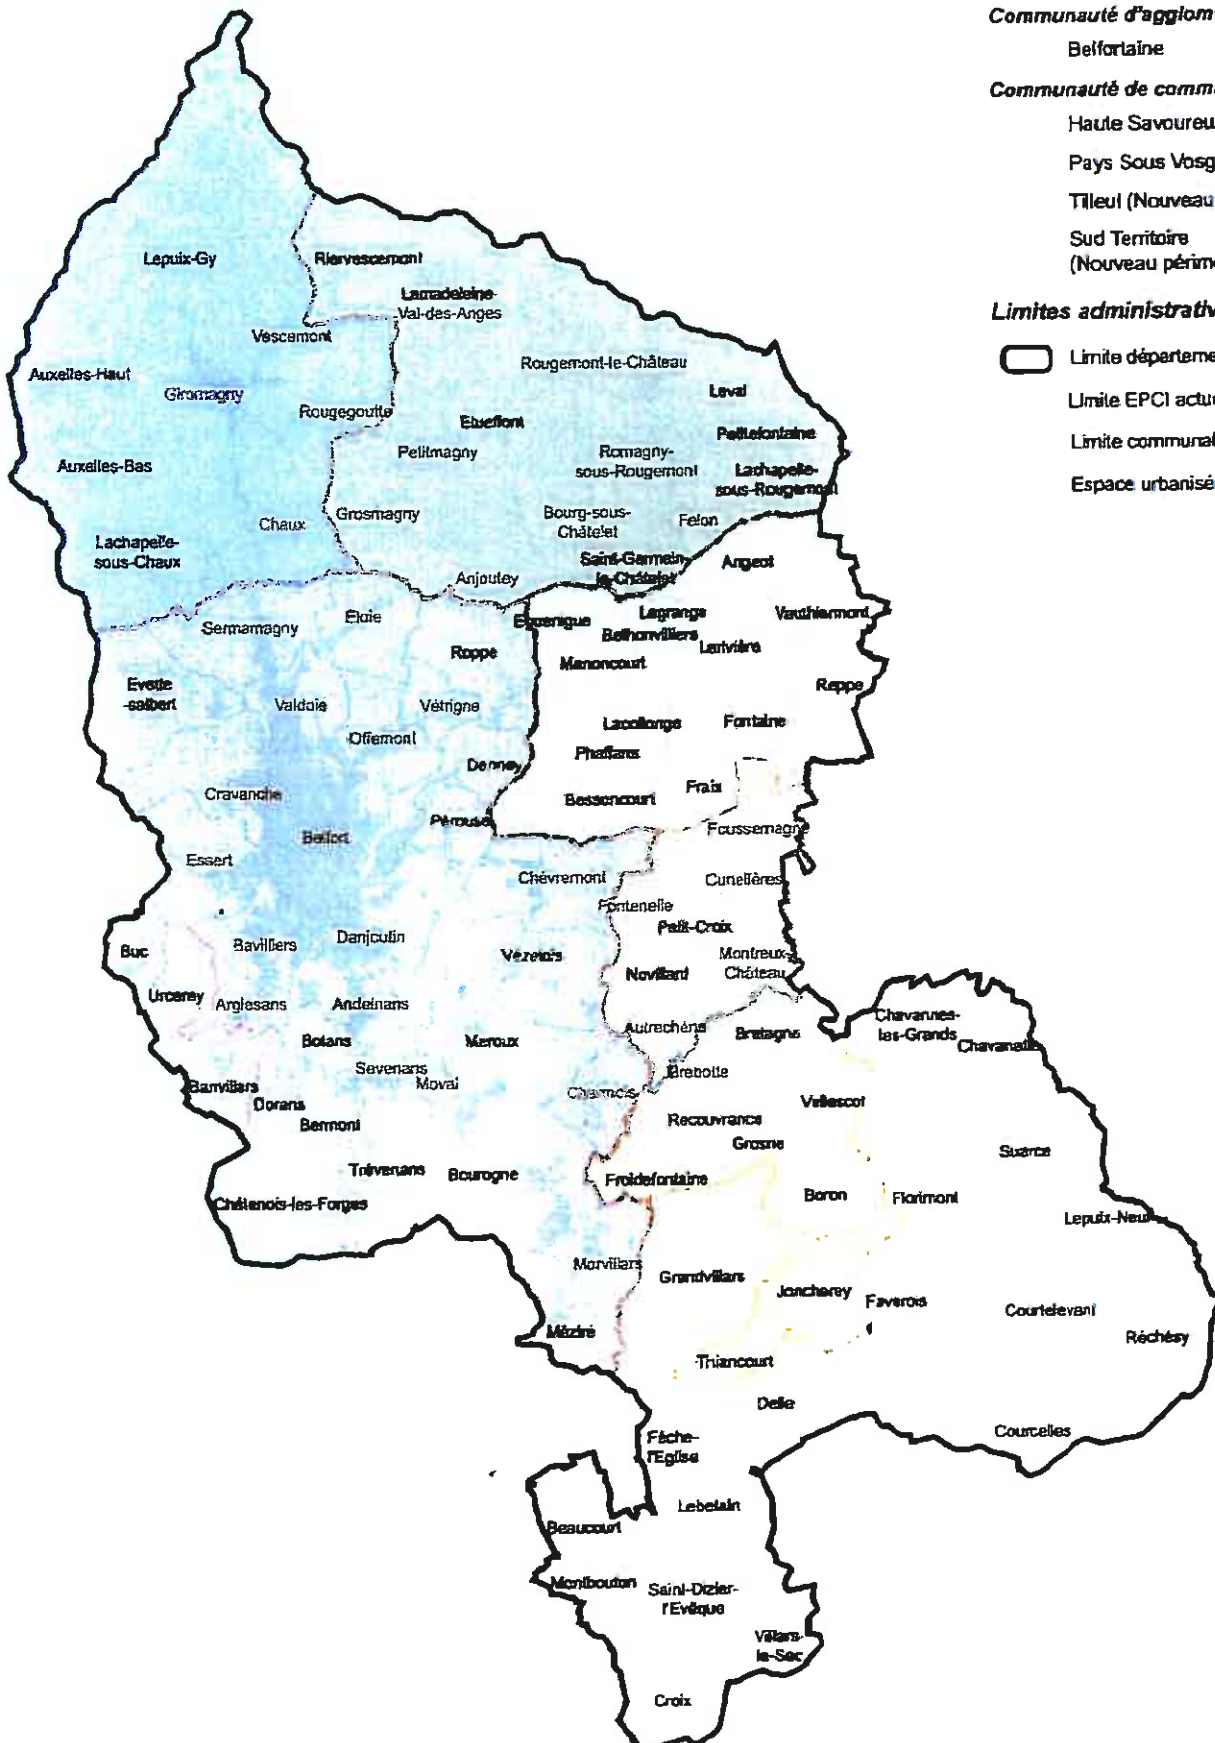 Communauté d'agglom
Belfortaine
Communauté de comm
Haute Savoureu
Pays Sous Vosg
Tilleul (Nouveau
Sud Territoire
(Nouveau périm
Limites administrativ
Limite départeme
Limite EPCI actu
Limite communal
Espace urbanisé
Lepuix-Gy
Riervescemont
Lamadeleine-
Val-des-Anges
Vescemont
Rougemont-le-Château
Auxelles-Haut
Giromagny
Leval
Rougegoutte
Etueffont
Petitefontaine
Petitmagny
Romagny-
sous-Rougemont
Auxelles-Bas
Lachapelle-
sous-Rougemont
Grosmagny
Bourg-sous-
Châtelet
Felon
Chaux
Lachapelle-
sous-Chaux
Saint-Germain-
le-Châtelet
Angeot
Anjoutey
Eloie
Eguenigue
Lagrange
Vauthiermont
Sermamagny
Bethonvilliers
Larivière
Roppe
Menoncourt
Evette
-salbert
Reppe
Valdoie
Vétrigne
Lacollonge
Fontaine
Offemont
Phaffans
Denney
Cravanche
Bessoncourt
Frais
Pérouse
Foussemagne
Belfort
Essert
Chèvremont
Cunelières
Fontenelle
Petit-Croix
Buc
Bavilliers
Danjoutin
Vézelois
Montreux-
Château
Novillard
Urcerey
Argiesans
Andelnans
Chavannes-
les-Grands
Autrechêne
Bretagne
Botans
Meroux
Chavanatte
Sevenans
Moval
Brebotte
Banvillars
Charmois
Dorans
Vellescot
Bermont
Recouvrance
Grosne
Suarce
Trévenans
Bourogne
Froidefontaine
Boron
Florimont
Châtenois-les-Forges
Lepuix-Neuf
Morvillars
Grandvillars
Joncherey
Faverois
Courtelevant
Réchésy
Méziré
Thiancourt
Delle
Courcelles
Fêche-
l'Eglise
Lebetain
Beaucourt
Montbouton
Saint-Dizier-
l'Evêque
Villars-
le-Sec
Croix